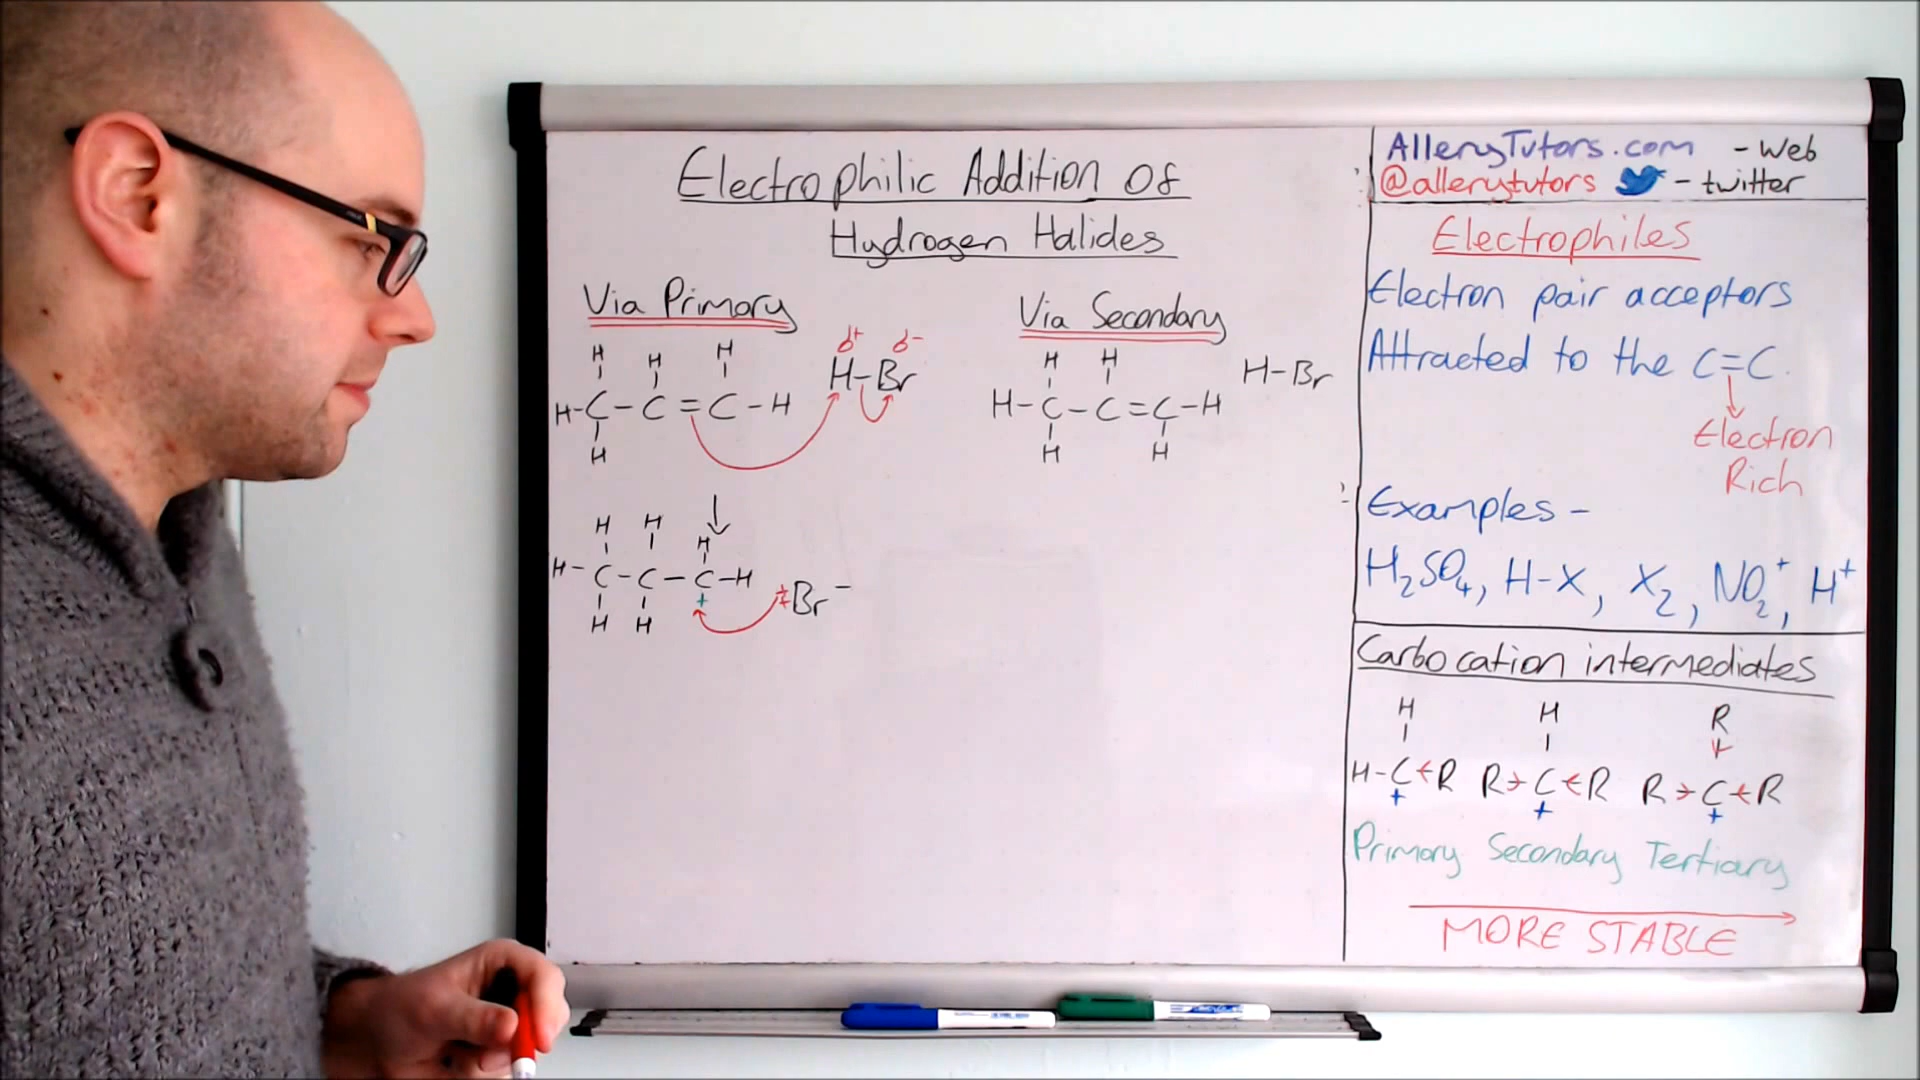 Electrophilic Addition Of
Hydrogen Halides
Via Primary
H H H
H-C-C=C-H
H
δ+ δ-
H-Br
H H H
H-C-C-C-H
+
H H
:Br-
Via Secondary
H H
H-C-C=C-H
H H
H-Br
AlleryTutors.com - Web
@allerytutors - twitter
Electrophiles
Electron pair acceptors
Attracted to the C=C.
Electron
Rich
Examples -
H2SO4, H-X, X2, NO2+, H+
Carbocation intermediates
H H R
H-C R R C R R C R
+ + +
Primary Secondary Tertiary
MORE STABLE